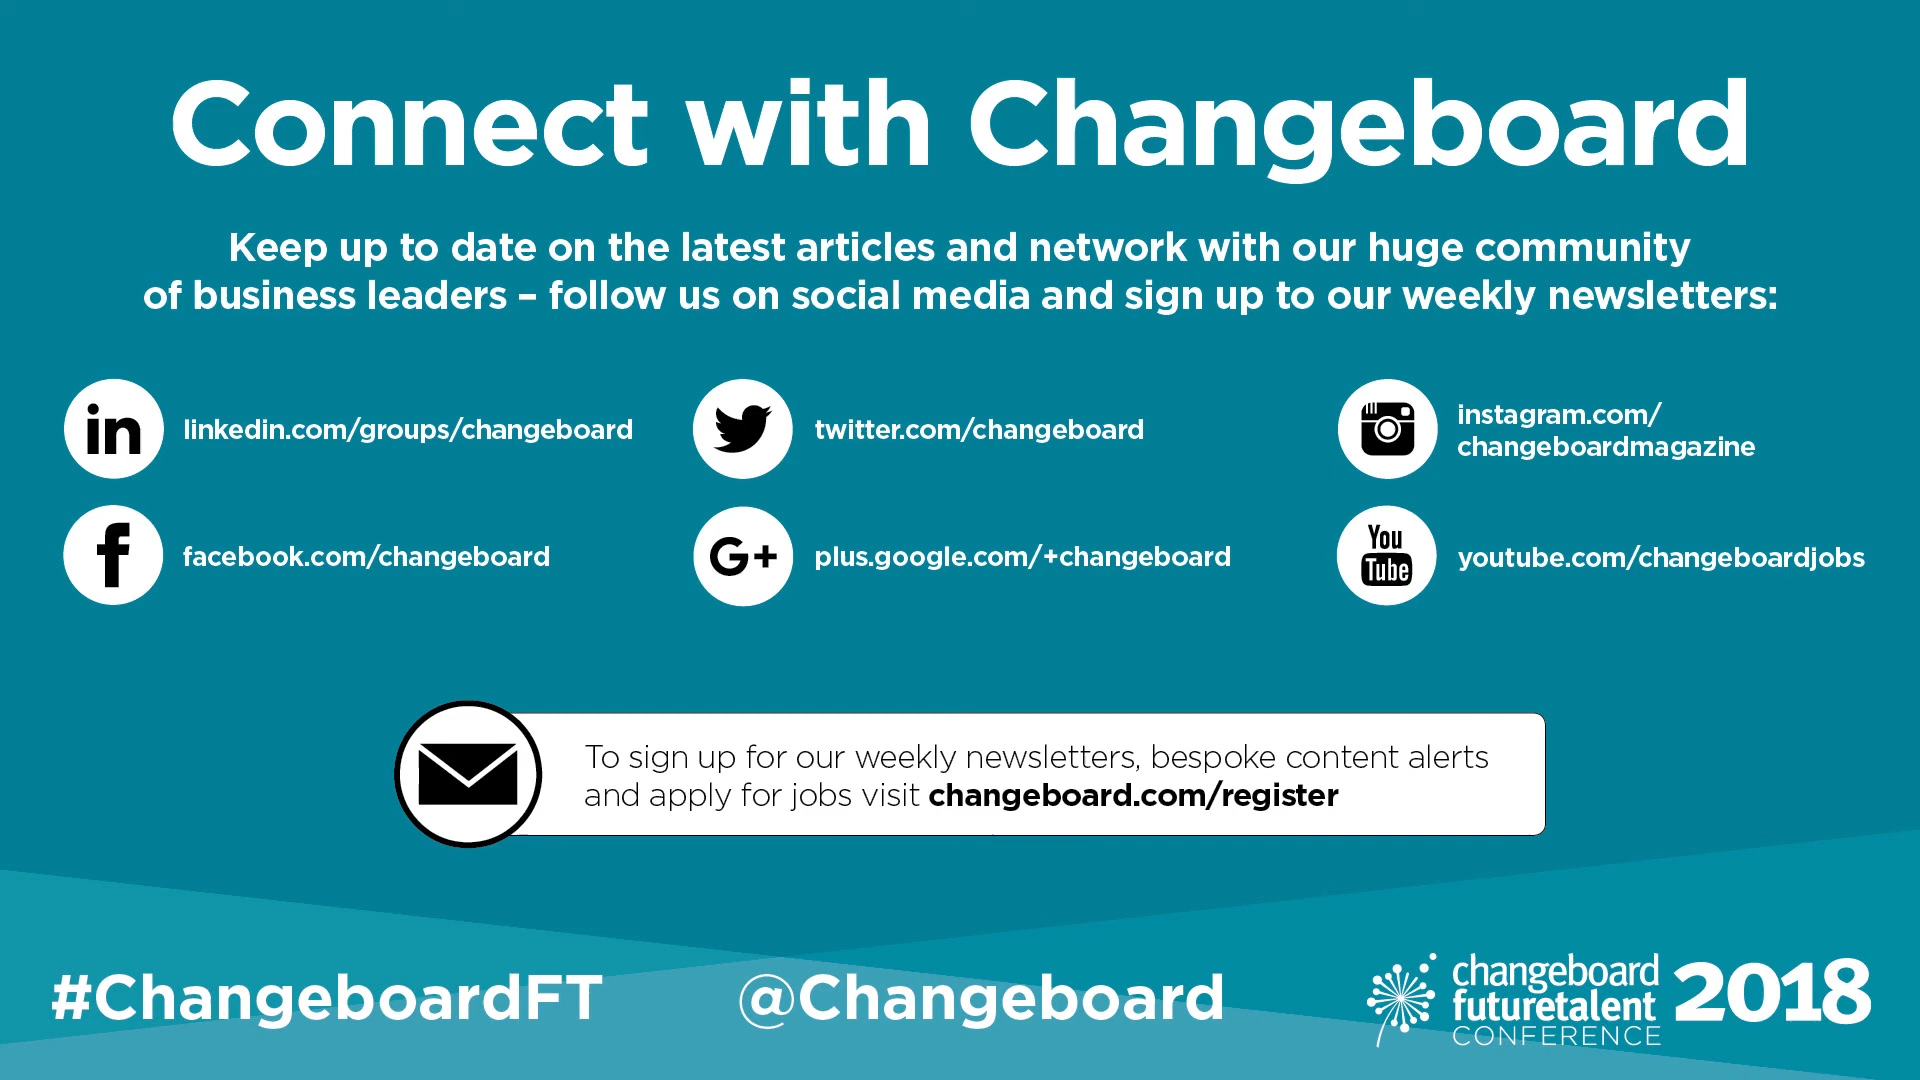 Connect with Changeboard
Keep up to date on the latest articles and network with our huge community
of business leaders – follow us on social media and sign up to our weekly newsletters:
in linkedin.com/groups/changeboard
twitter.com/changeboard
instagram.com/
changeboardmagazine
f facebook.com/changeboard
G+ plus.google.com/+changeboard
You
Tube
youtube.com/changeboardjobs
To sign up for our weekly newsletters, bespoke content alerts
and apply for jobs visit changeboard.com/register
#ChangeboardFT
@Changeboard
changeboard
futuretalent
CONFERENCE
2018